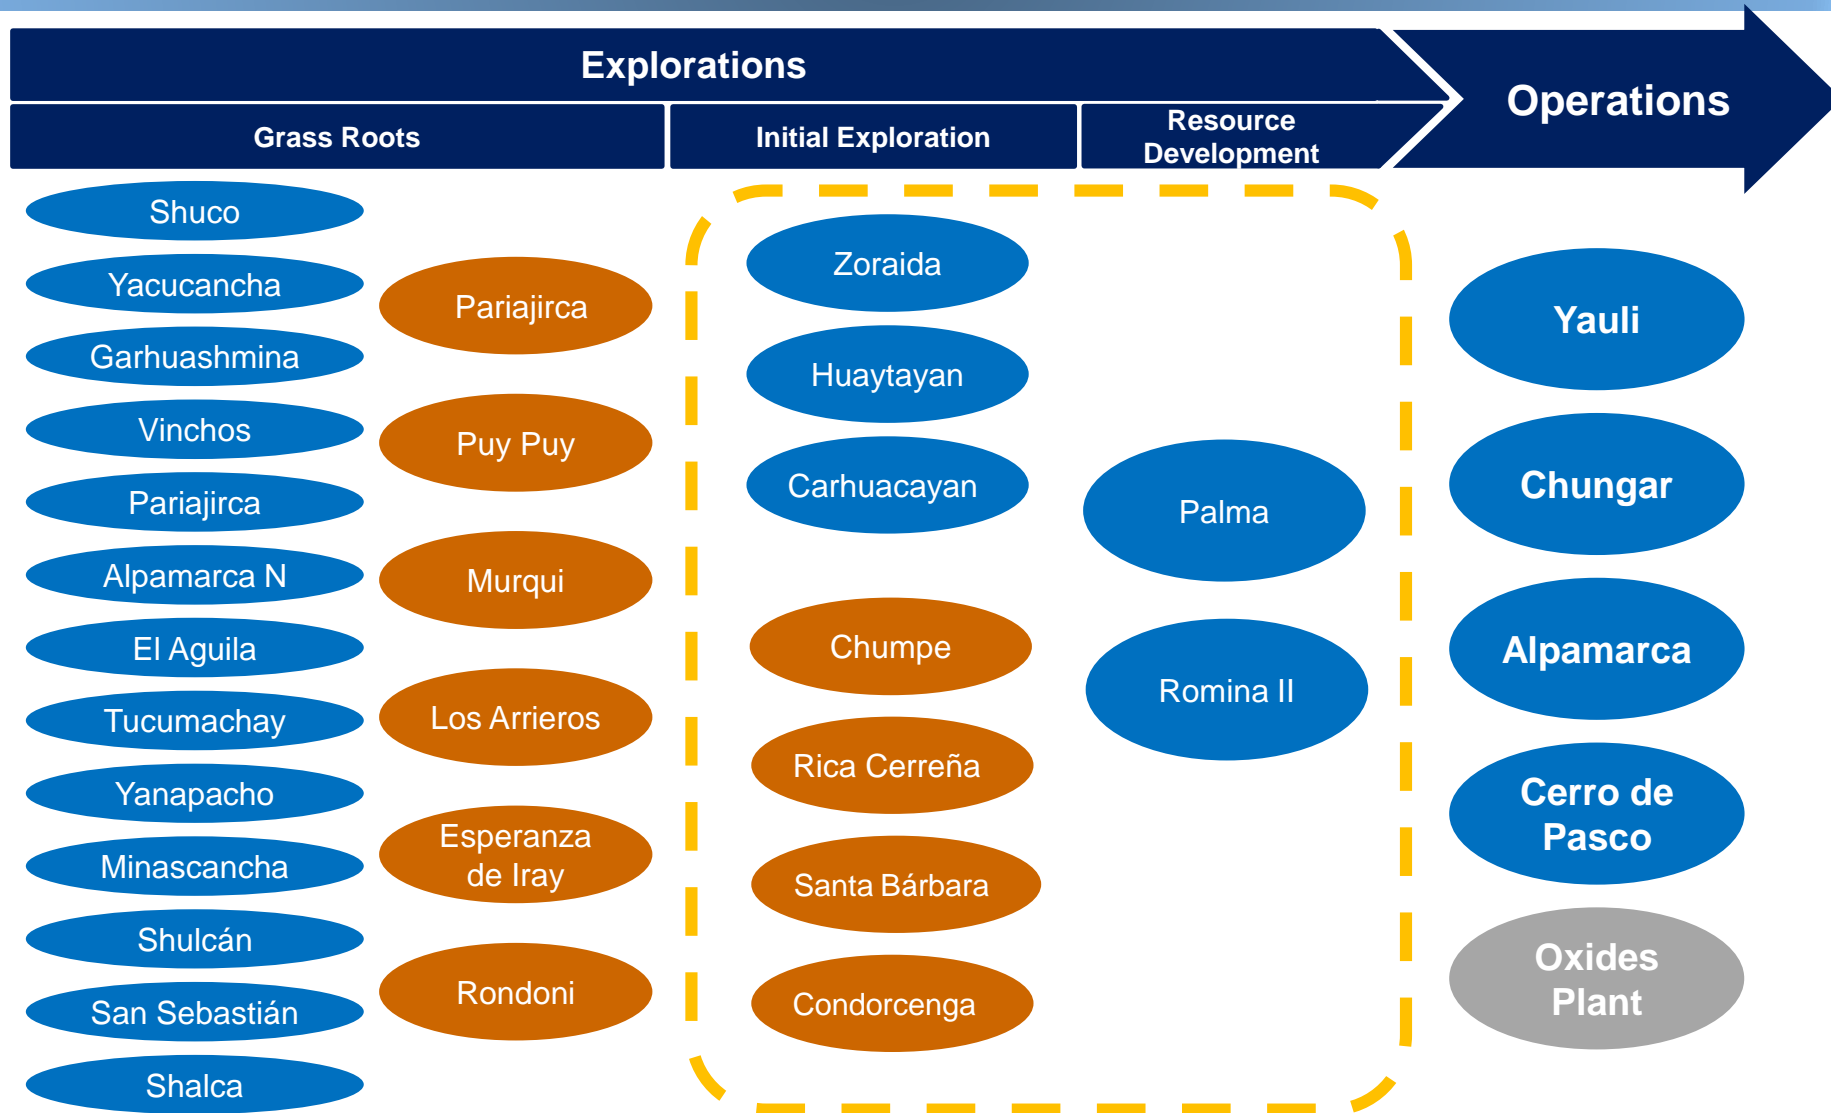 Explorations
Operations
Grass Roots
Initial Exploration
Resource
Development
Shuco
Yacucancha
Garhuashmina
Vinchos
Pariajirca
Alpamarca N
El Aguila
Tucumachay
Yanapacho
Minascancha
Shulcán
San Sebastián
Shalca
Pariajirca
Puy Puy
Murqui
Los Arrieros
Esperanza
de Iray
Rondoni
Zoraida
Huaytayan
Carhuacayan
Chumpe
Rica Cerreña
Santa Bárbara
Condorcenga
Palma
Romina II
Yauli
Chungar
Alpamarca
Cerro de
Pasco
Oxides
Plant